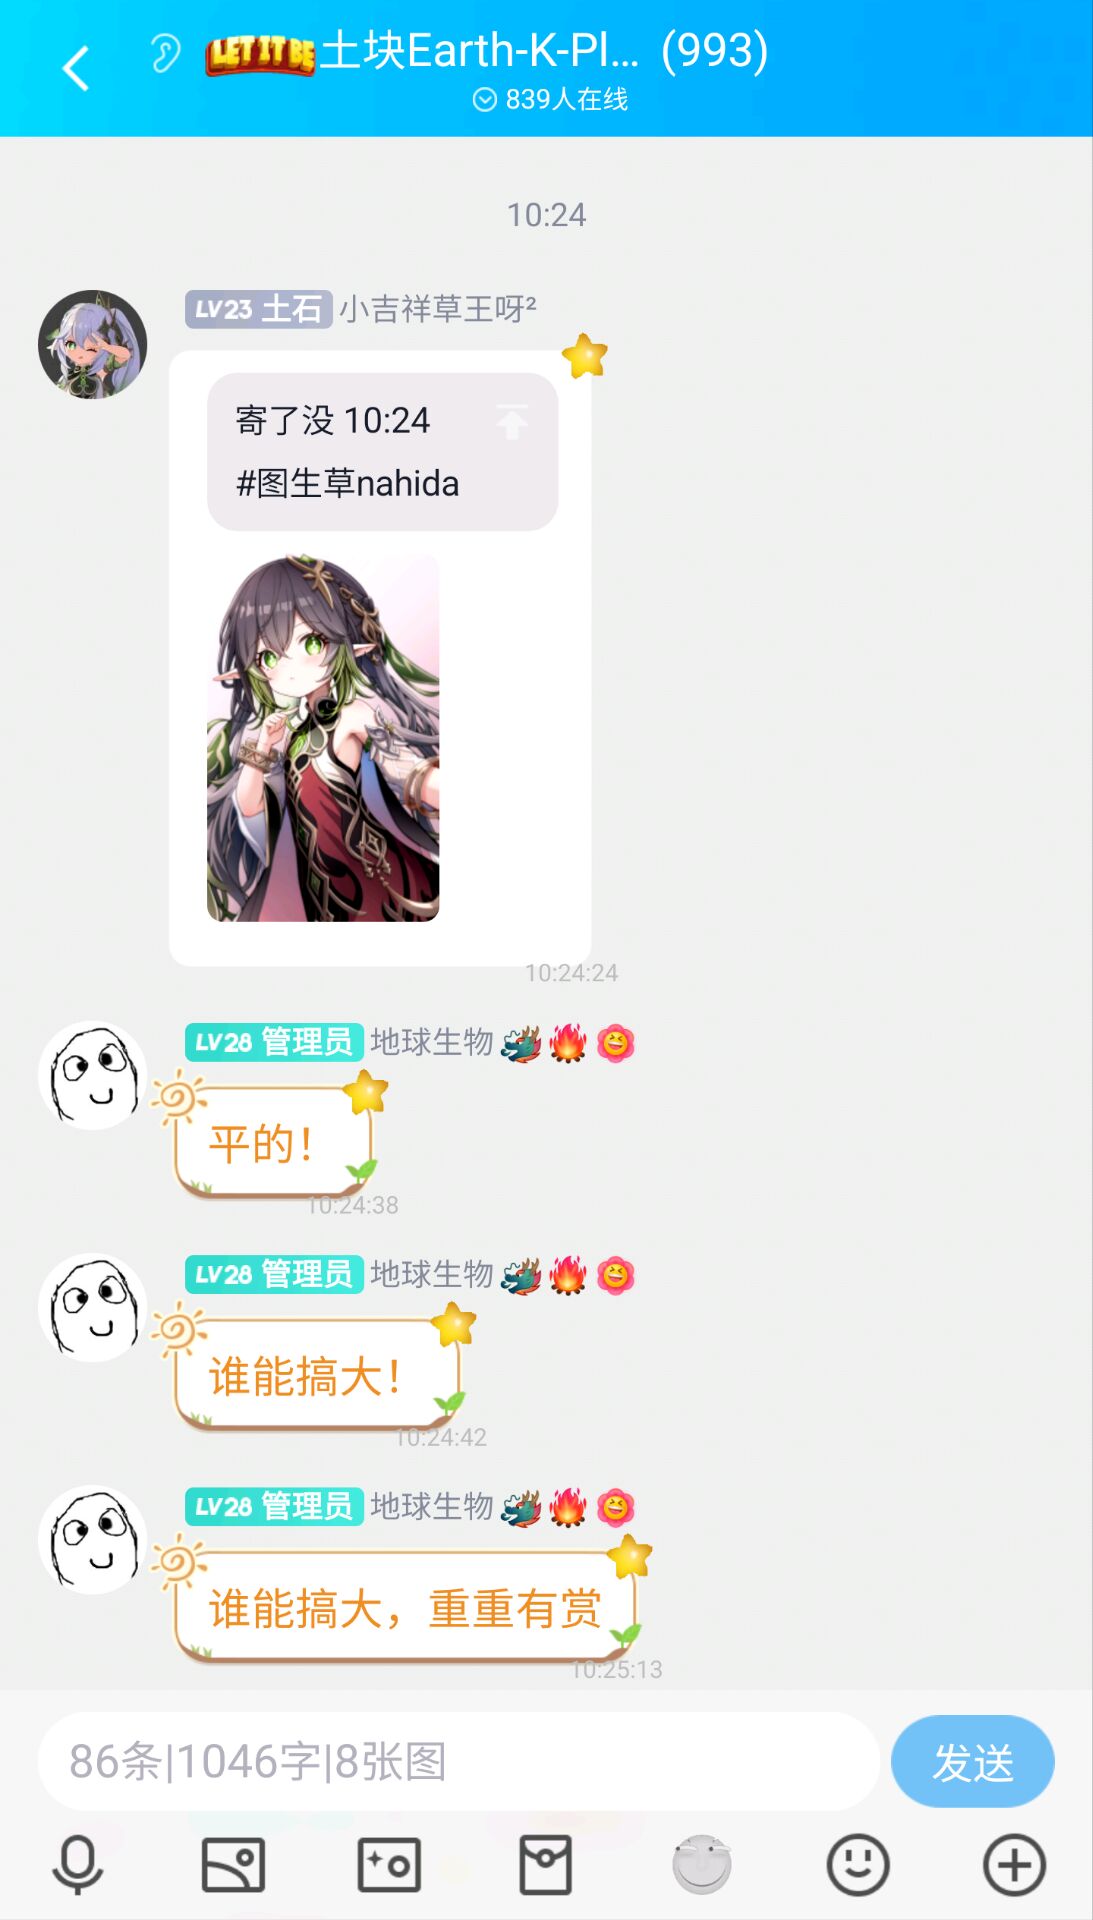 LET IT BE 土块Earth-K-Pl... (993)
839人在线
10:24
LV23 土石 小吉祥草王呀²
寄了没 10:24
#图生草nahida
10:24:24
LV28 管理员 地球生物
平的！
10:24:38
LV28 管理员 地球生物
谁能搞大！
10:24:42
LV28 管理员 地球生物
谁能搞大，重重有赏
10:25:13
86条|1046字|8张图
发送